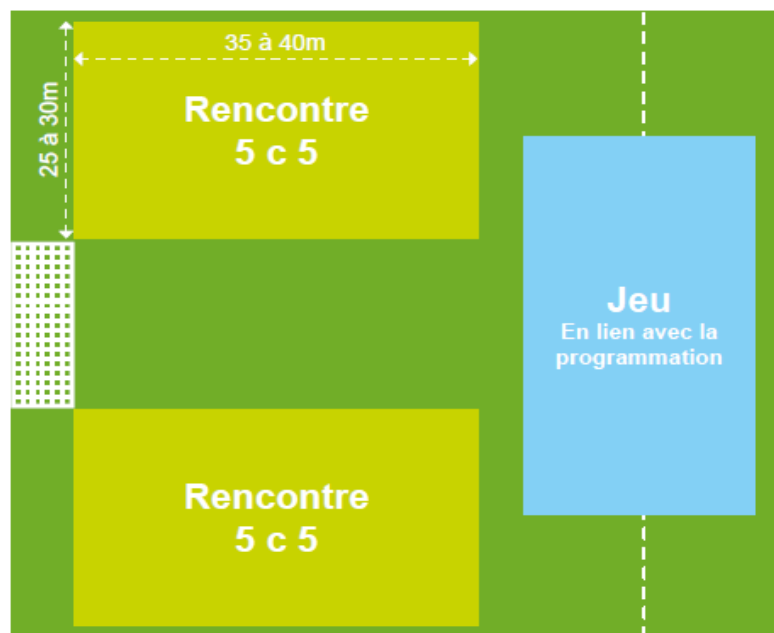 35 à 40m
25 à 30m
Rencontre
5 c 5
Jeu
En lien avec la
programmation
Rencontre
5 c 5